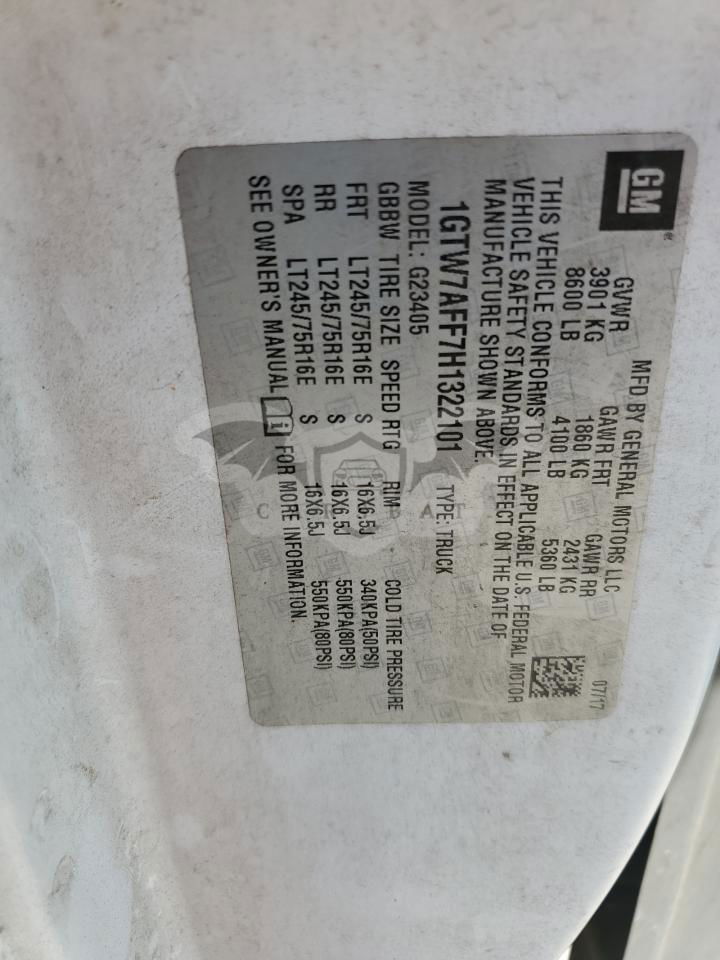 GM
MFD BY GENERAL MOTORS LLC 07/17
GVWR GAWR FRT GAWR RR
3901 KG 1860 KG 2431 KG
8600 LB 4100 LB 5360 LB
THIS VEHICLE CONFORMS TO ALL APPLICABLE U.S. FEDERAL MOTOR
VEHICLE SAFETY STANDARDS IN EFFECT ON THE DATE OF
MANUFACTURE SHOWN ABOVE.
1GTW7AFF7H1322101 TYPE: TRUCK
MODEL: G23405
GBBW TIRE SIZE SPEED RTG RIM COLD TIRE PRESSURE
FRT LT245/75R16E S 16X6.5J 340KPA(50PSI)
RR LT245/75R16E S 16X6.5J 550KPA(80PSI)
SPA LT245/75R16E S 16X6.5J 550KPA(80PSI)
SEE OWNER'S MANUAL FOR MORE INFORMATION.